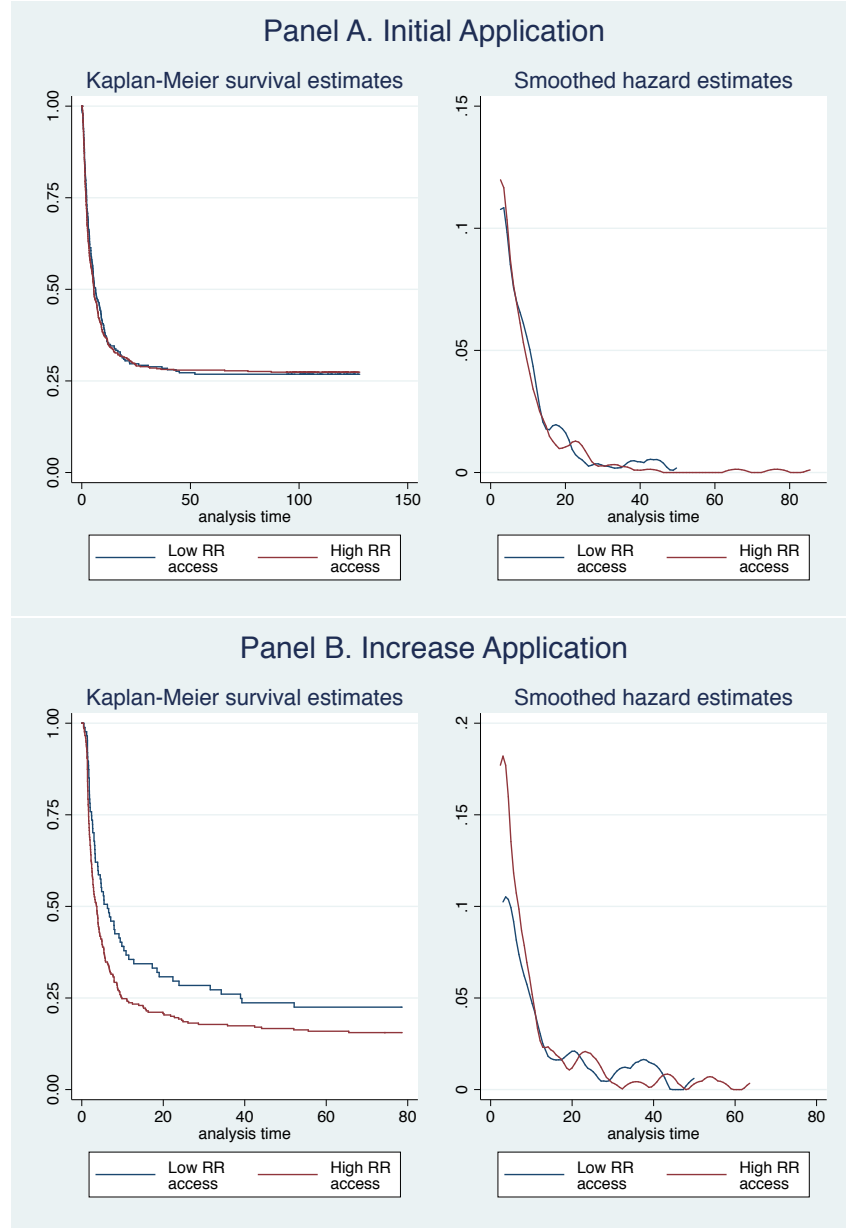 Panel A. Initial Application
Kaplan-Meier survival estimates
1.00
0.75
0.50
0.25
0.00
0 50 100 150
analysis time
Low RR access
High RR access
Smoothed hazard estimates
.15
.1
.05
0
0 20 40 60 80
analysis time
Low RR access
High RR access
Panel B. Increase Application
Kaplan-Meier survival estimates
1.00
0.75
0.50
0.25
0.00
0 20 40 60 80
analysis time
Low RR access
High RR access
Smoothed hazard estimates
.2
.15
.1
.05
0
0 20 40 60 80
analysis time
Low RR access
High RR access